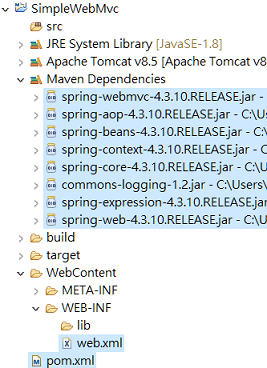 SimpleWebMvc
src
JRE System Library [JavaSE-1.8]
Apache Tomcat v8.5 [Apache Tomcat v8
Maven Dependencies
spring-webmvc-4.3.10.RELEASE.jar -
spring-aop-4.3.10.RELEASE.jar - C:\U
spring-beans-4.3.10.RELEASE.jar - C:
spring-context-4.3.10.RELEASE.jar -
spring-core-4.3.10.RELEASE.jar - C:\
commons-logging-1.2.jar - C:\Users\
spring-expression-4.3.10.RELEASE.jar
spring-web-4.3.10.RELEASE.jar - C:\U
build
target
WebContent
META-INF
WEB-INF
lib
web.xml
pom.xml